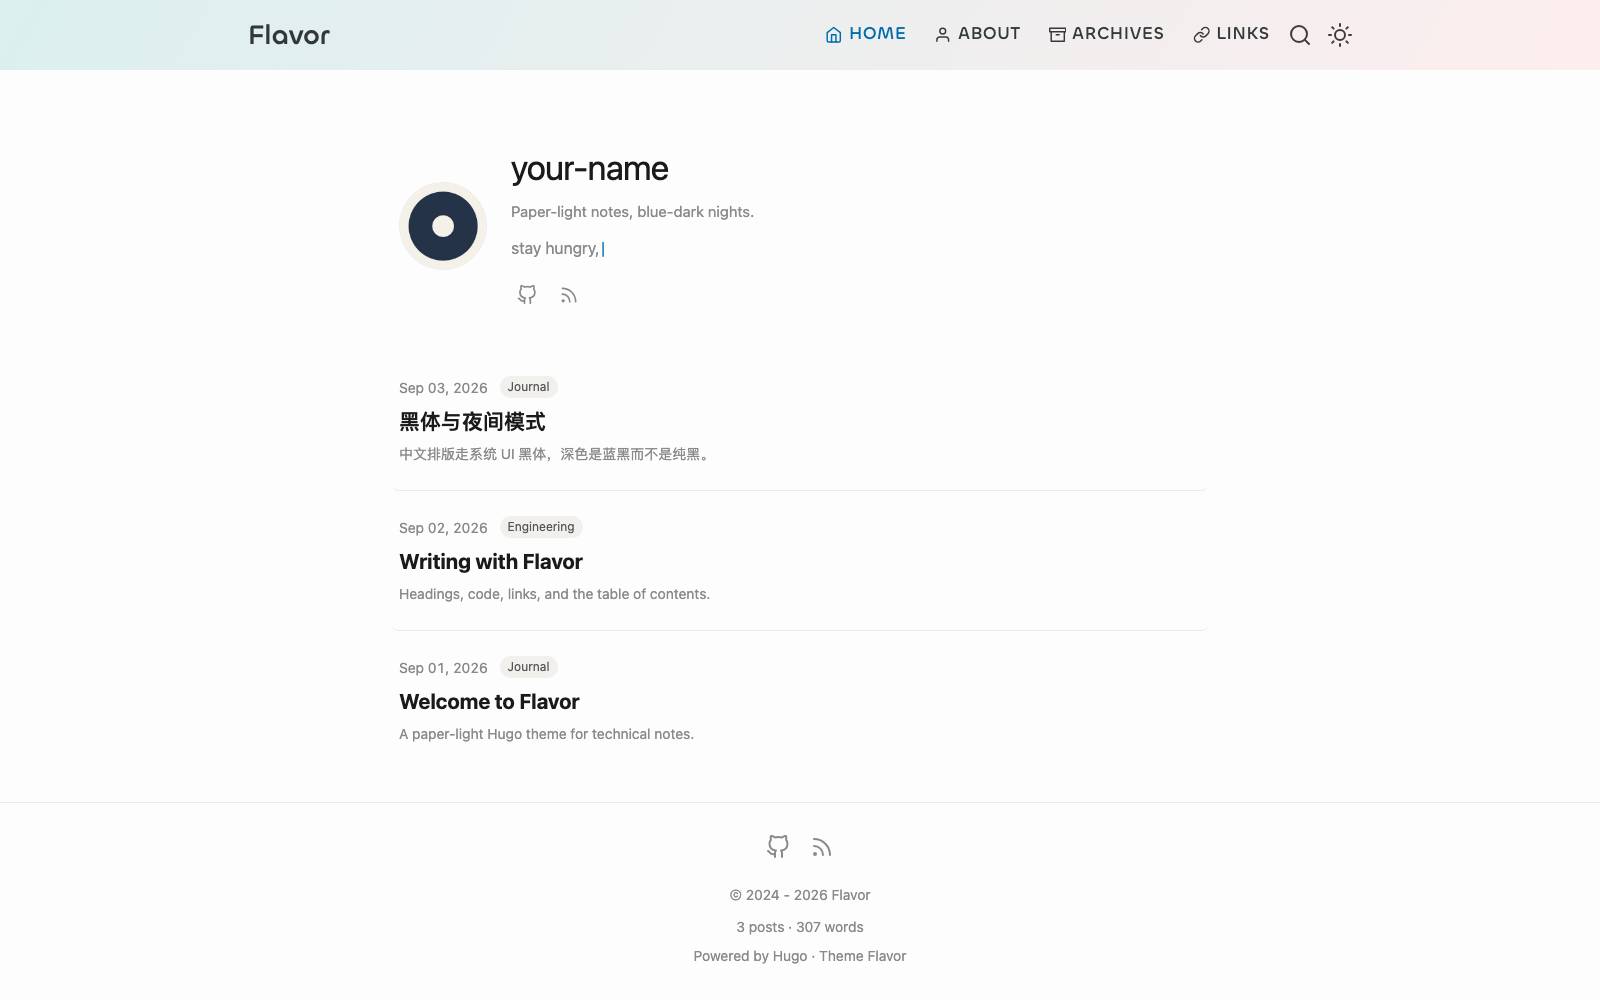 Flavor
HOME ABOUT ARCHIVES LINKS
your-name
Paper-light notes, blue-dark nights.
stay hungry,
Sep 03, 2026 Journal
黑体与夜间模式
中文排版走系统 UI 黑体，深色是蓝黑而不是纯黑。
Sep 02, 2026 Engineering
Writing with Flavor
Headings, code, links, and the table of contents.
Sep 01, 2026 Journal
Welcome to Flavor
A paper-light Hugo theme for technical notes.
© 2024 - 2026 Flavor
3 posts · 307 words
Powered by Hugo · Theme Flavor